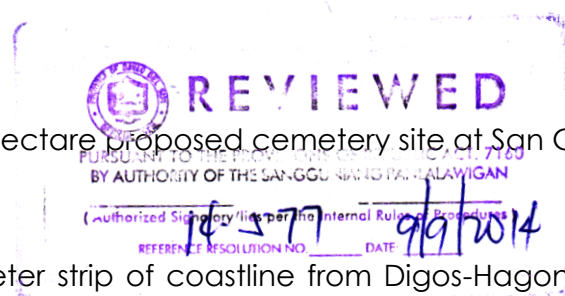 REVIEWED
ectare proposed cemetery site at San
PURSUANT TO THE PROVISIONS OF REPUBLIC ACT. 7160
BY AUTHORITY OF THE SANGGUNIANG PANLALAWIGAN
(Authorized Signatory/lies per the Internal Rules of Procedures)
14-577 9/9/2014
REFERENCE RESOLUTION NO. DATE
eter strip of coastline from Digos-Hagon